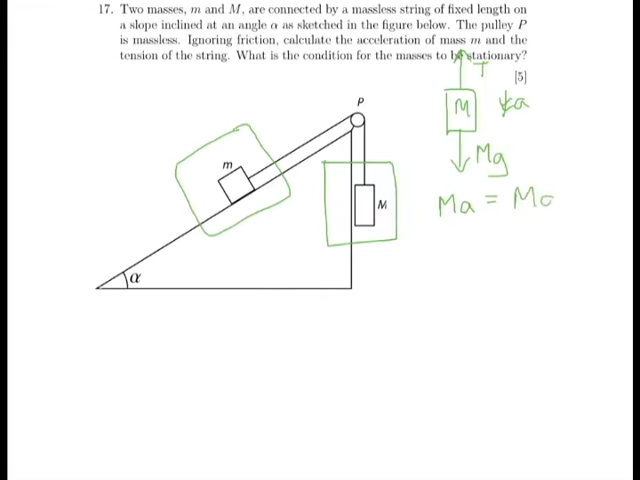 17. Two masses, m and M, are connected by a massless string of fixed length on
a slope inclined at an angle α as sketched in the figure below. The pulley P
is massless. Ignoring friction, calculate the acceleration of mass m and the
tension of the string. What is the condition for the masses to be stationary?
[5]
T
M
a
Mg
Ma = M
P
m
M
α